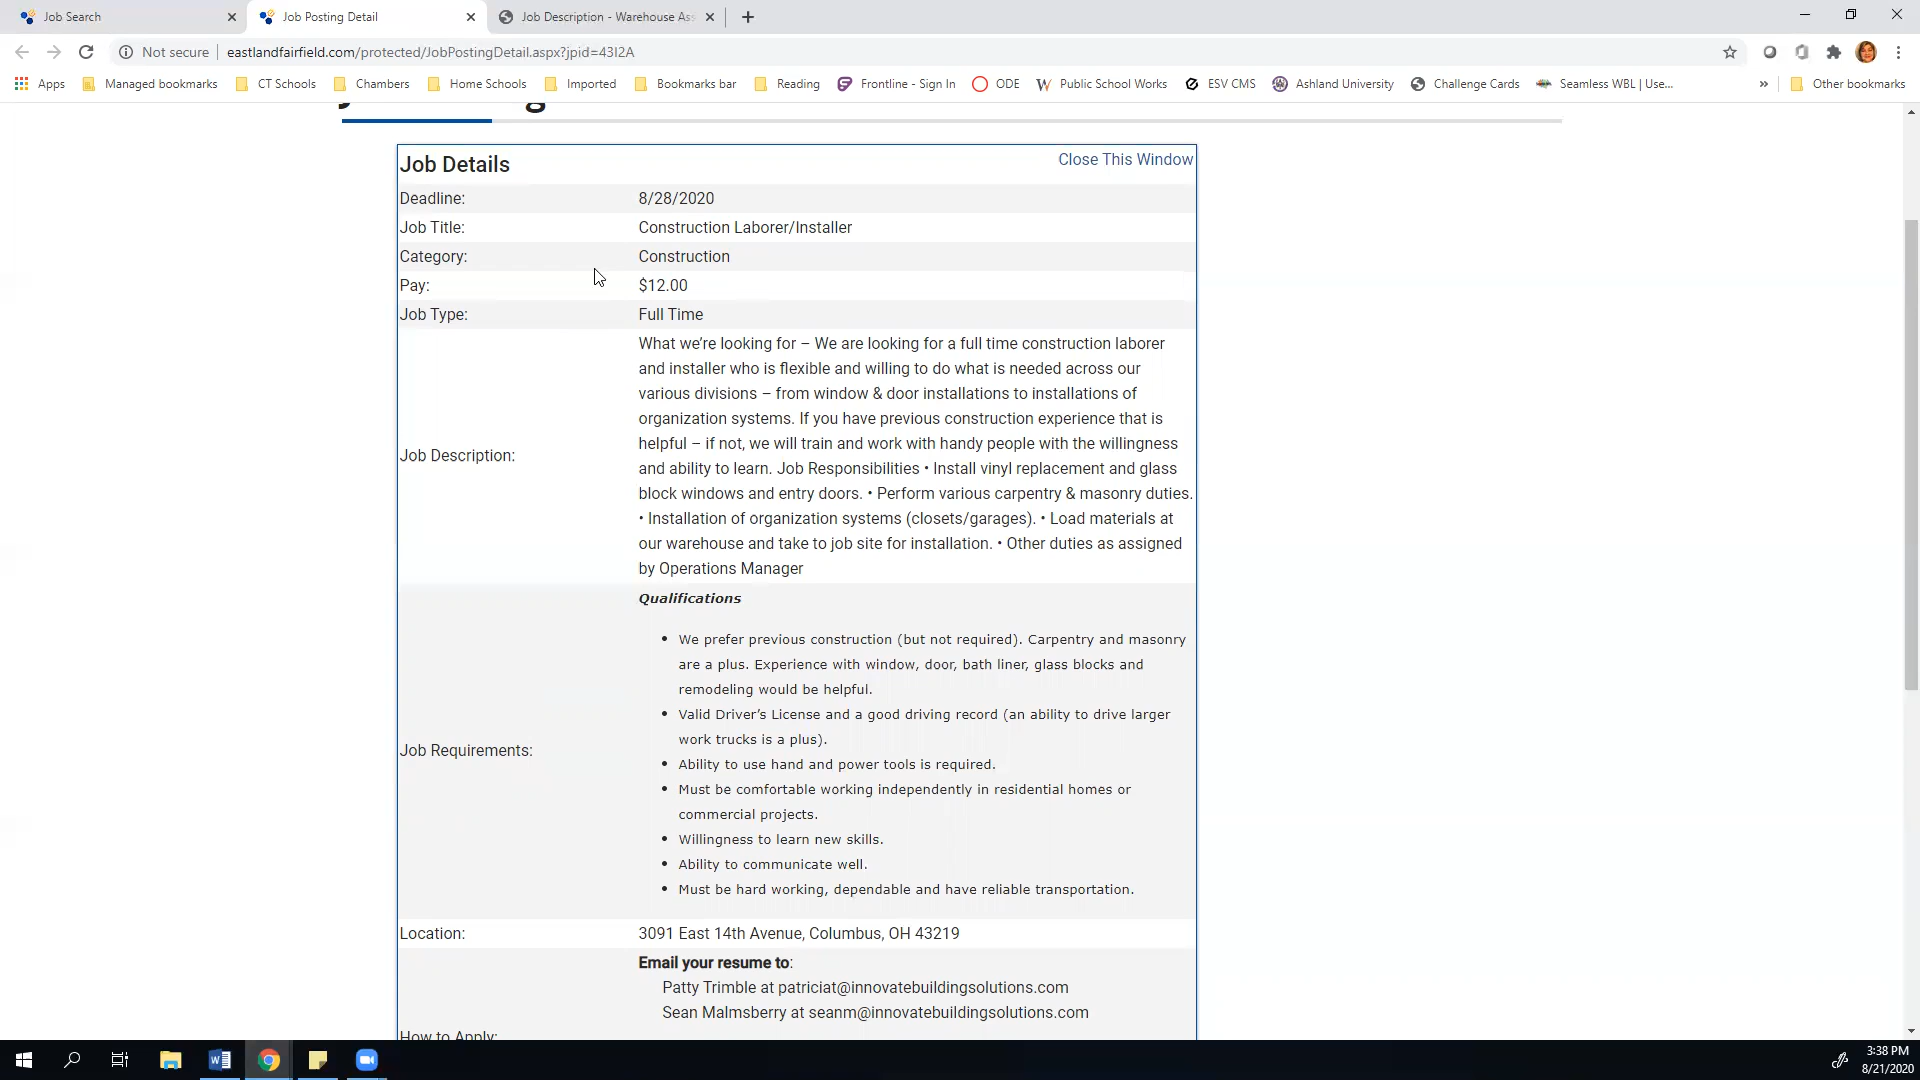 Job Search
Job Posting Detail
Job Description - Warehouse Ass
Not secure
eastlandfairfield.com/protected/JobPostingDetail.aspx?jpid=43I2A
Apps
Managed bookmarks
CT Schools
Chambers
Home Schools
Imported
Bookmarks bar
Reading
Frontline - Sign In
ODE
Public School Works
ESV CMS
Ashland University
Challenge Cards
Seamless WBL | Use...
»
Other bookmarks
Job Details
Close This Window
Deadline:
8/28/2020
Job Title:
Construction Laborer/Installer
Category:
Construction
Pay:
$12.00
Job Type:
Full Time
Job Description:
What we're looking for – We are looking for a full time construction laborer
and installer who is flexible and willing to do what is needed across our
various divisions – from window & door installations to installations of
organization systems. If you have previous construction experience that is
helpful – if not, we will train and work with handy people with the willingness
and ability to learn. Job Responsibilities • Install vinyl replacement and glass
block windows and entry doors. • Perform various carpentry & masonry duties.
• Installation of organization systems (closets/garages). • Load materials at
our warehouse and take to job site for installation. • Other duties as assigned
by Operations Manager
Job Requirements:
Qualifications
• We prefer previous construction (but not required). Carpentry and masonry
are a plus. Experience with window, door, bath liner, glass blocks and
remodeling would be helpful.
• Valid Driver's License and a good driving record (an ability to drive larger
work trucks is a plus).
• Ability to use hand and power tools is required.
• Must be comfortable working independently in residential homes or
commercial projects.
• Willingness to learn new skills.
• Ability to communicate well.
• Must be hard working, dependable and have reliable transportation.
Location:
3091 East 14th Avenue, Columbus, OH 43219
How to Apply:
Email your resume to:
Patty Trimble at patriciat@innovatebuildingsolutions.com
Sean Malmsberry at seanm@innovatebuildingsolutions.com
3:38 PM
8/21/2020